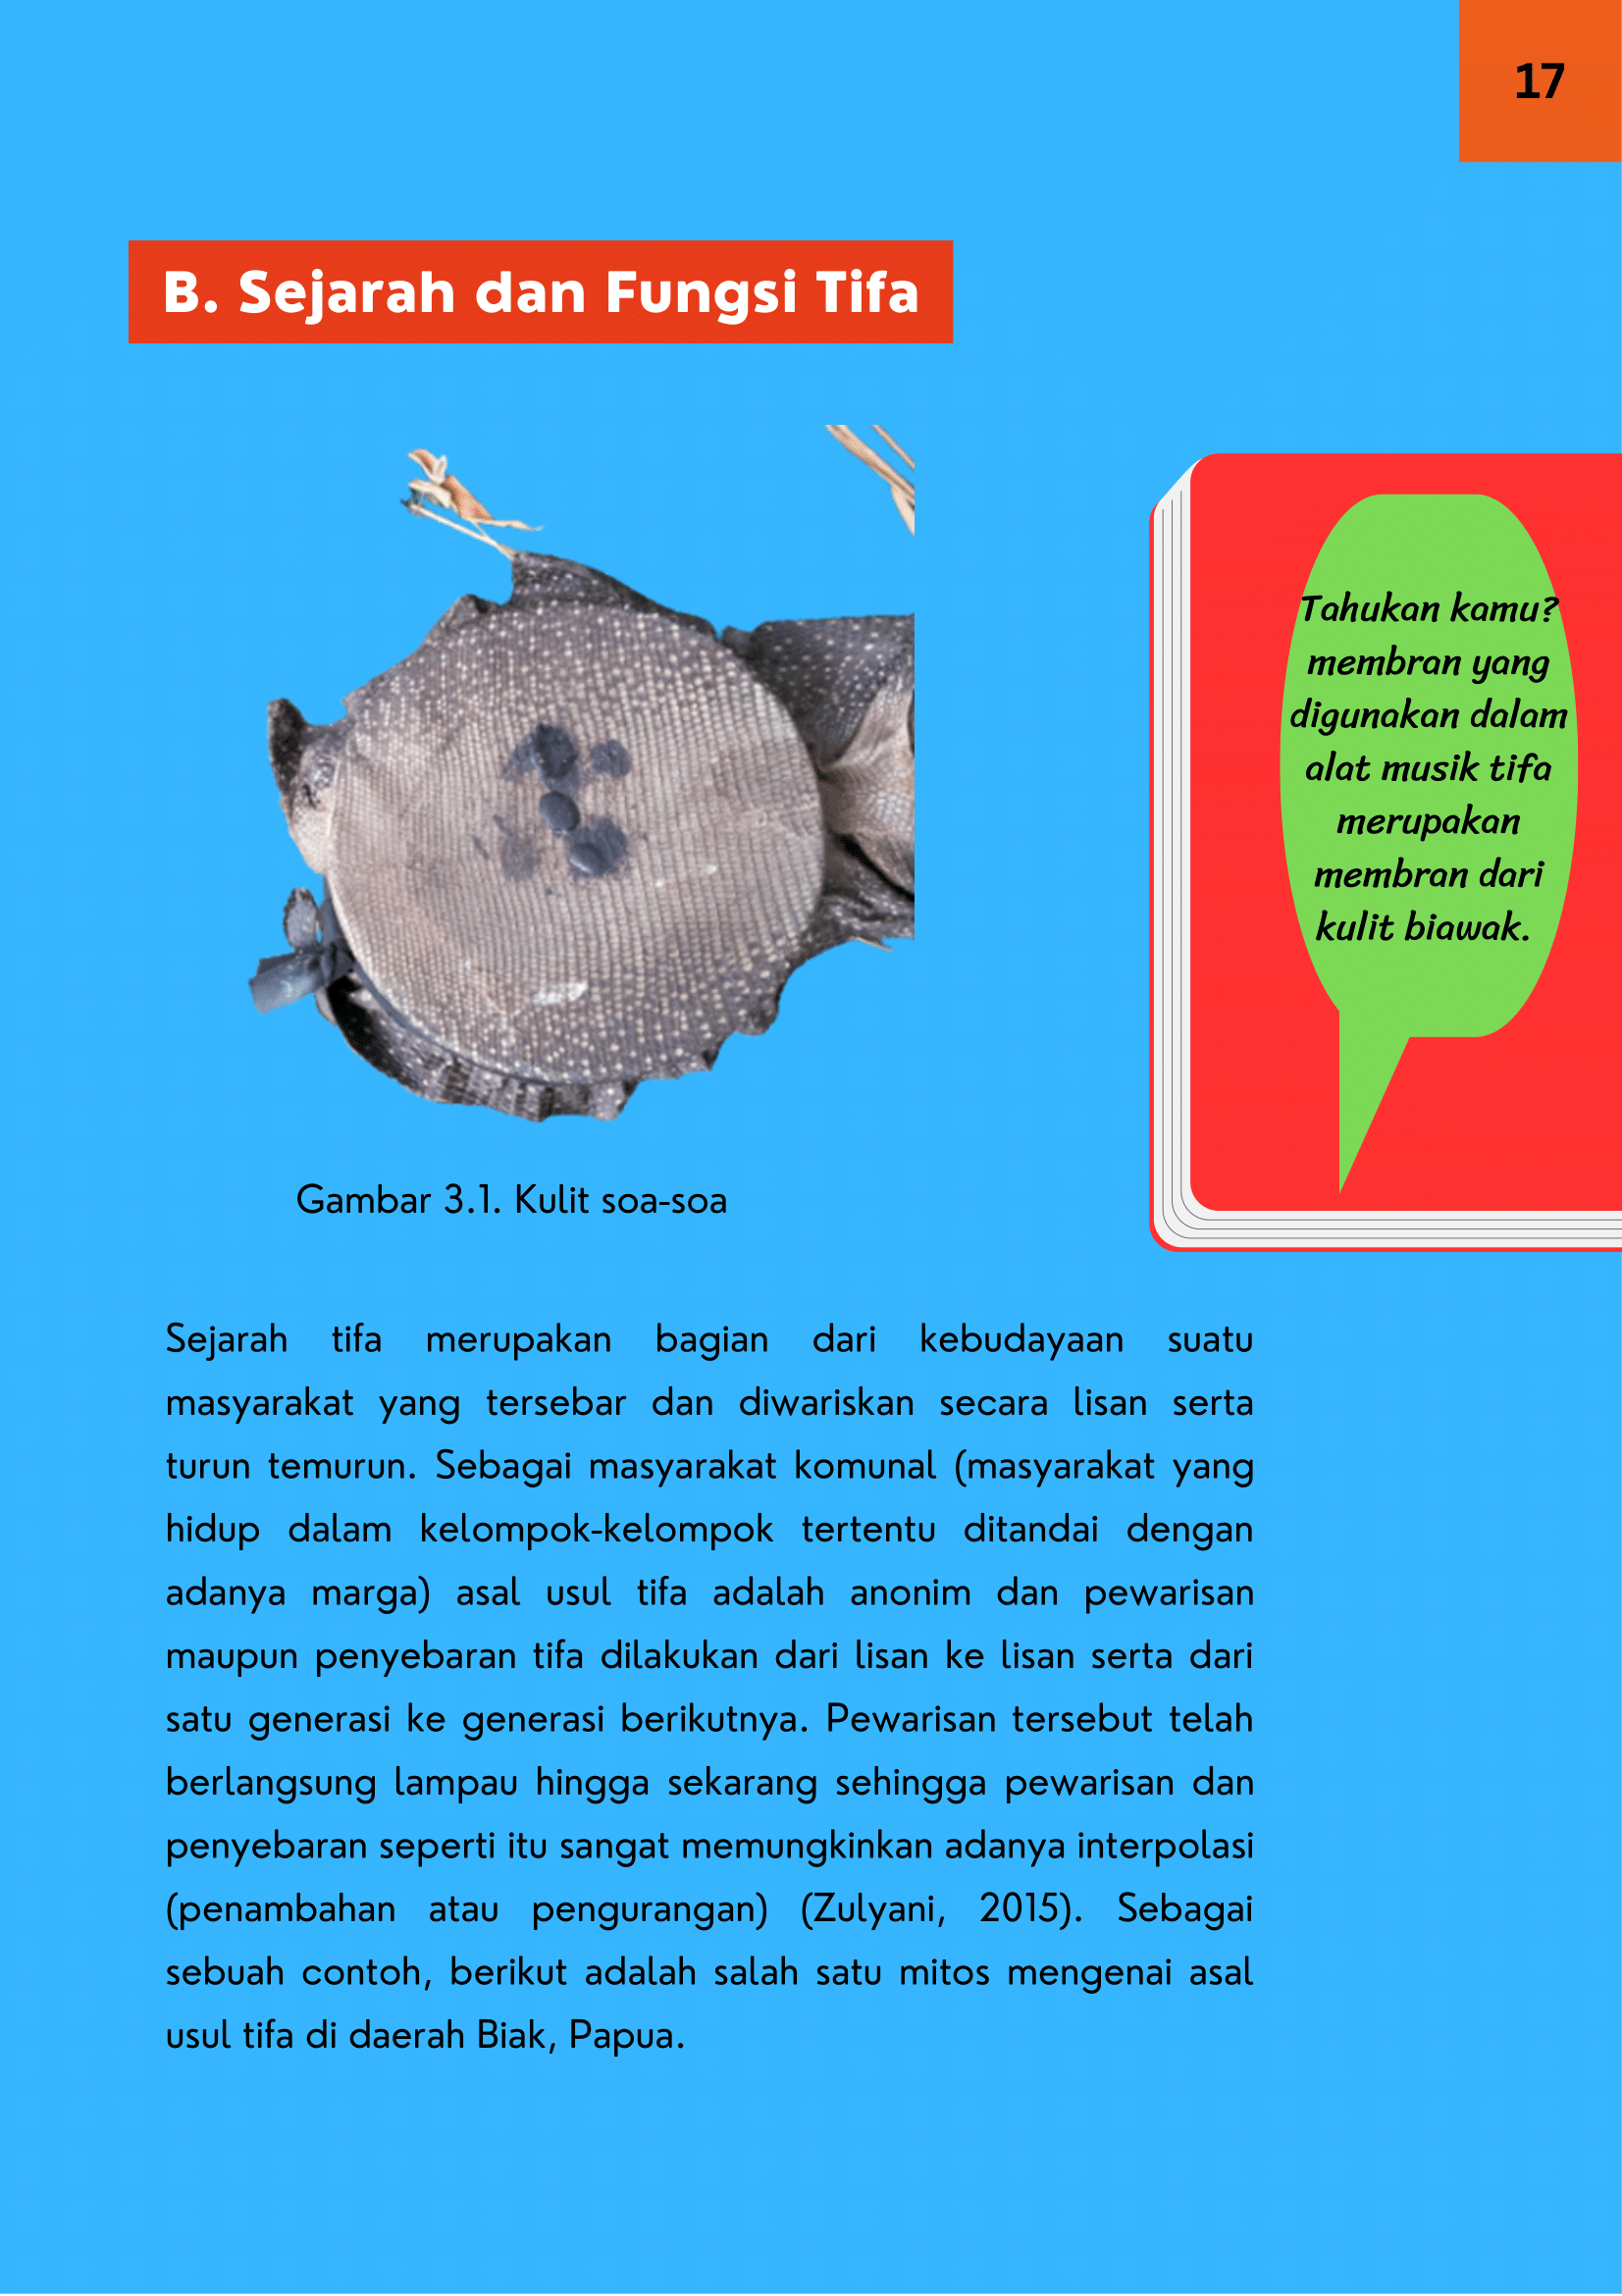 17
B. Sejarah dan Fungsi Tifa
Tahukan kamu?
membran yang
digunakan dalam
alat musik tifa
merupakan
membran dari
kulit biawak.
Gambar 3.1. Kulit soa-soa
Sejarah tifa merupakan bagian dari kebudayaan suatu
masyarakat yang tersebar dan diwariskan secara lisan serta
turun temurun. Sebagai masyarakat komunal (masyarakat yang
hidup dalam kelompok-kelompok tertentu ditandai dengan
adanya marga) asal usul tifa adalah anonim dan pewarisan
maupun penyebaran tifa dilakukan dari lisan ke lisan serta dari
satu generasi ke generasi berikutnya. Pewarisan tersebut telah
berlangsung lampau hingga sekarang sehingga pewarisan dan
penyebaran seperti itu sangat memungkinkan adanya interpolasi
(penambahan atau pengurangan) (Zulyani, 2015). Sebagai
sebuah contoh, berikut adalah salah satu mitos mengenai asal
usul tifa di daerah Biak, Papua.